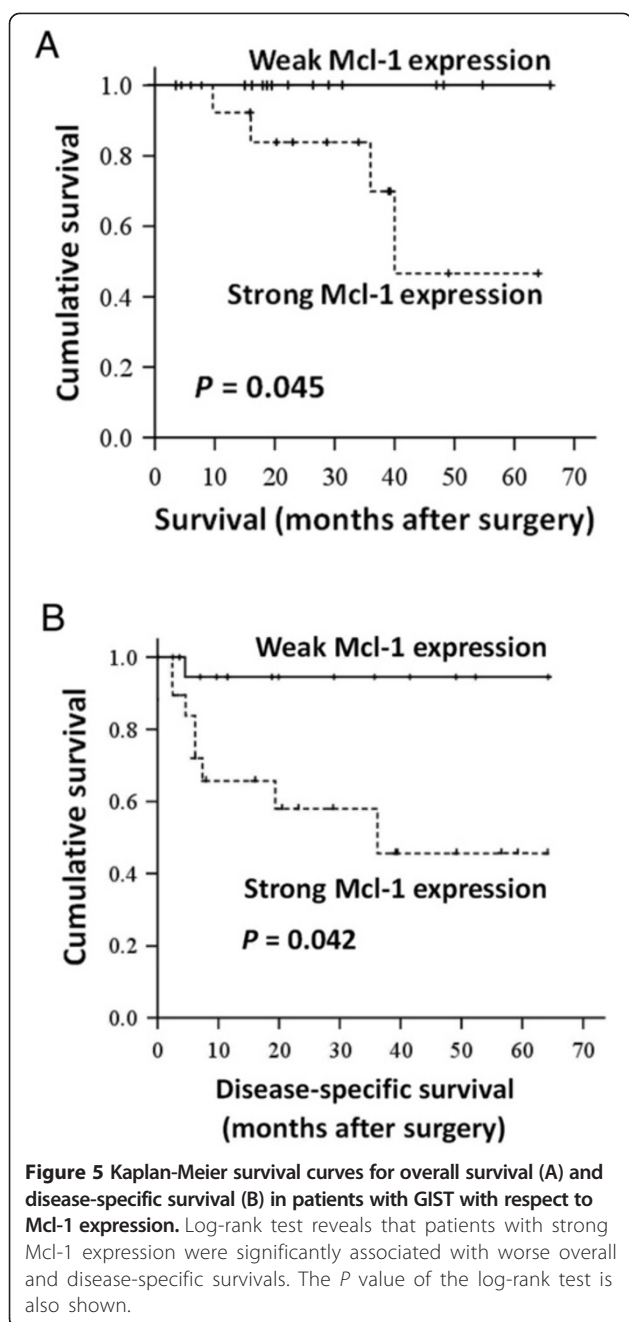 A
Weak Mcl-1 expression
1.0
0.8
0.6
0.4
0.2
0.0
Cumulative survival
Strong Mcl-1 expression
P = 0.045
0 10 20 30 40 50 60 70
Survival (months after surgery)
B
Weak Mcl-1 expression
1.0
0.8
0.6
0.4
0.2
0.0
Cumulative survival
Strong Mcl-1 expression
P = 0.042
0 10 20 30 40 50 60 70
Disease-specific survival
(months after surgery)
Figure 5 Kaplan-Meier survival curves for overall survival (A) and
disease-specific survival (B) in patients with GIST with respect to
Mcl-1 expression. Log-rank test reveals that patients with strong
Mcl-1 expression were significantly associated with worse overall
and disease-specific survivals. The P value of the log-rank test is
also shown.